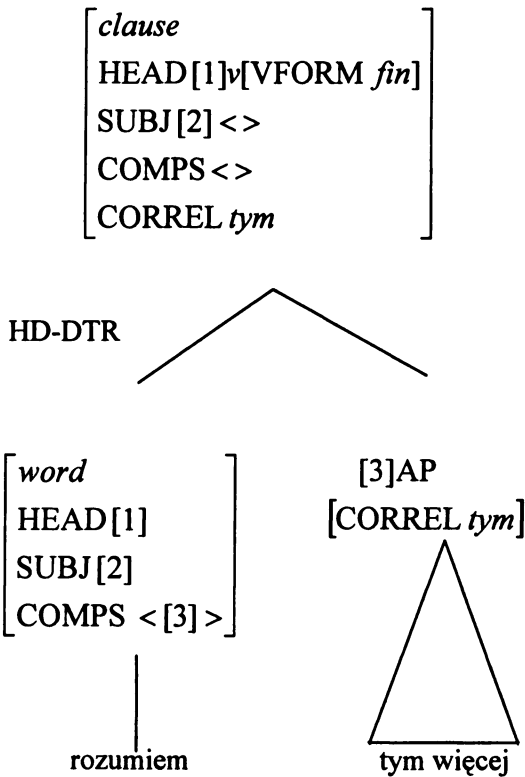 clause
HEAD[1]v[VFORM fin]
SUBJ[2]<>
COMPS<>
CORREL tym
HD-DTR
word
HEAD[1]
SUBJ[2]
COMPS <[3]>
[3]AP
[CORREL tym]
rozumiem
tym więcej